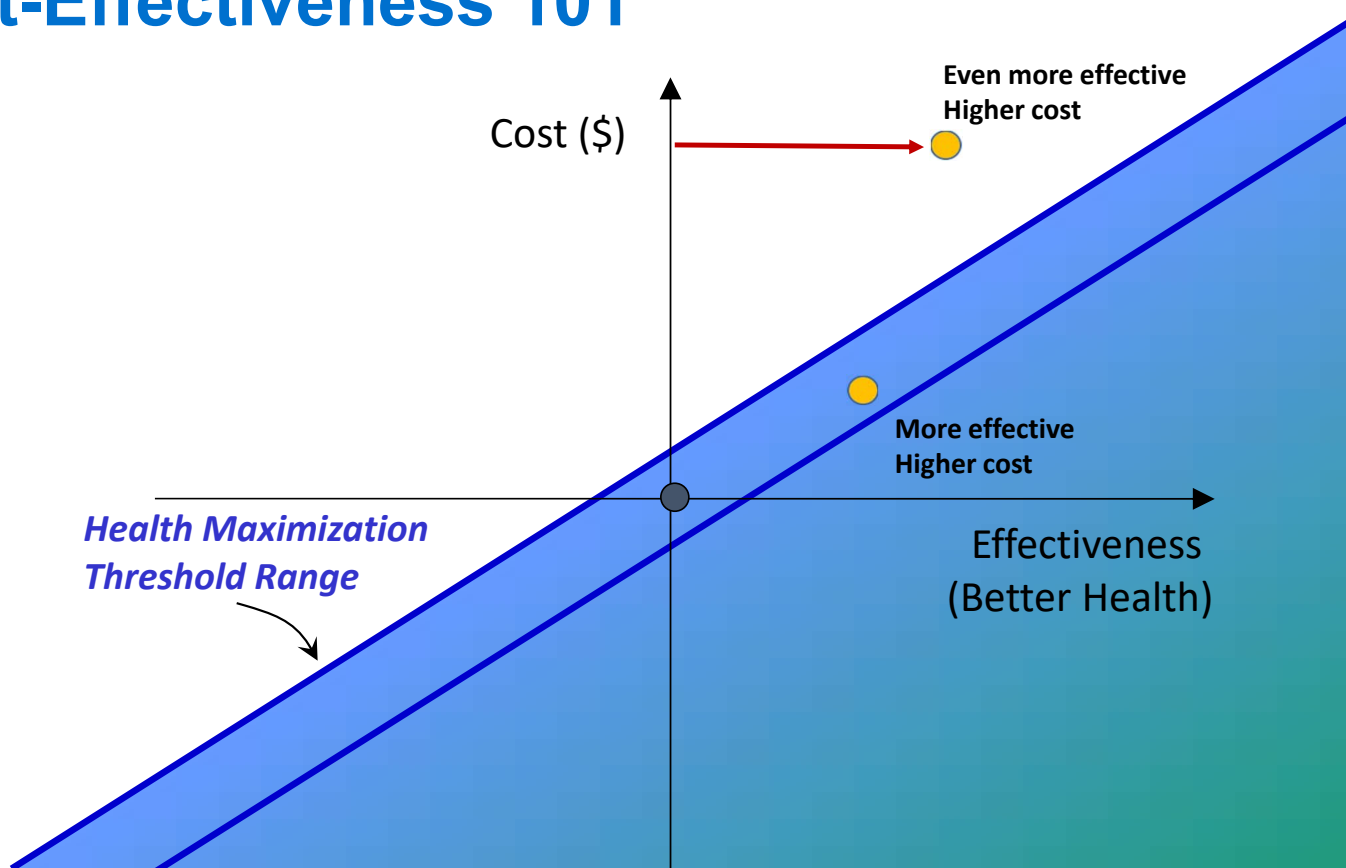 t-Effectiveness 101
Even more effective
Higher cost
Cost ($)
More effective
Higher cost
Health Maximization
Threshold Range
Effectiveness
(Better Health)